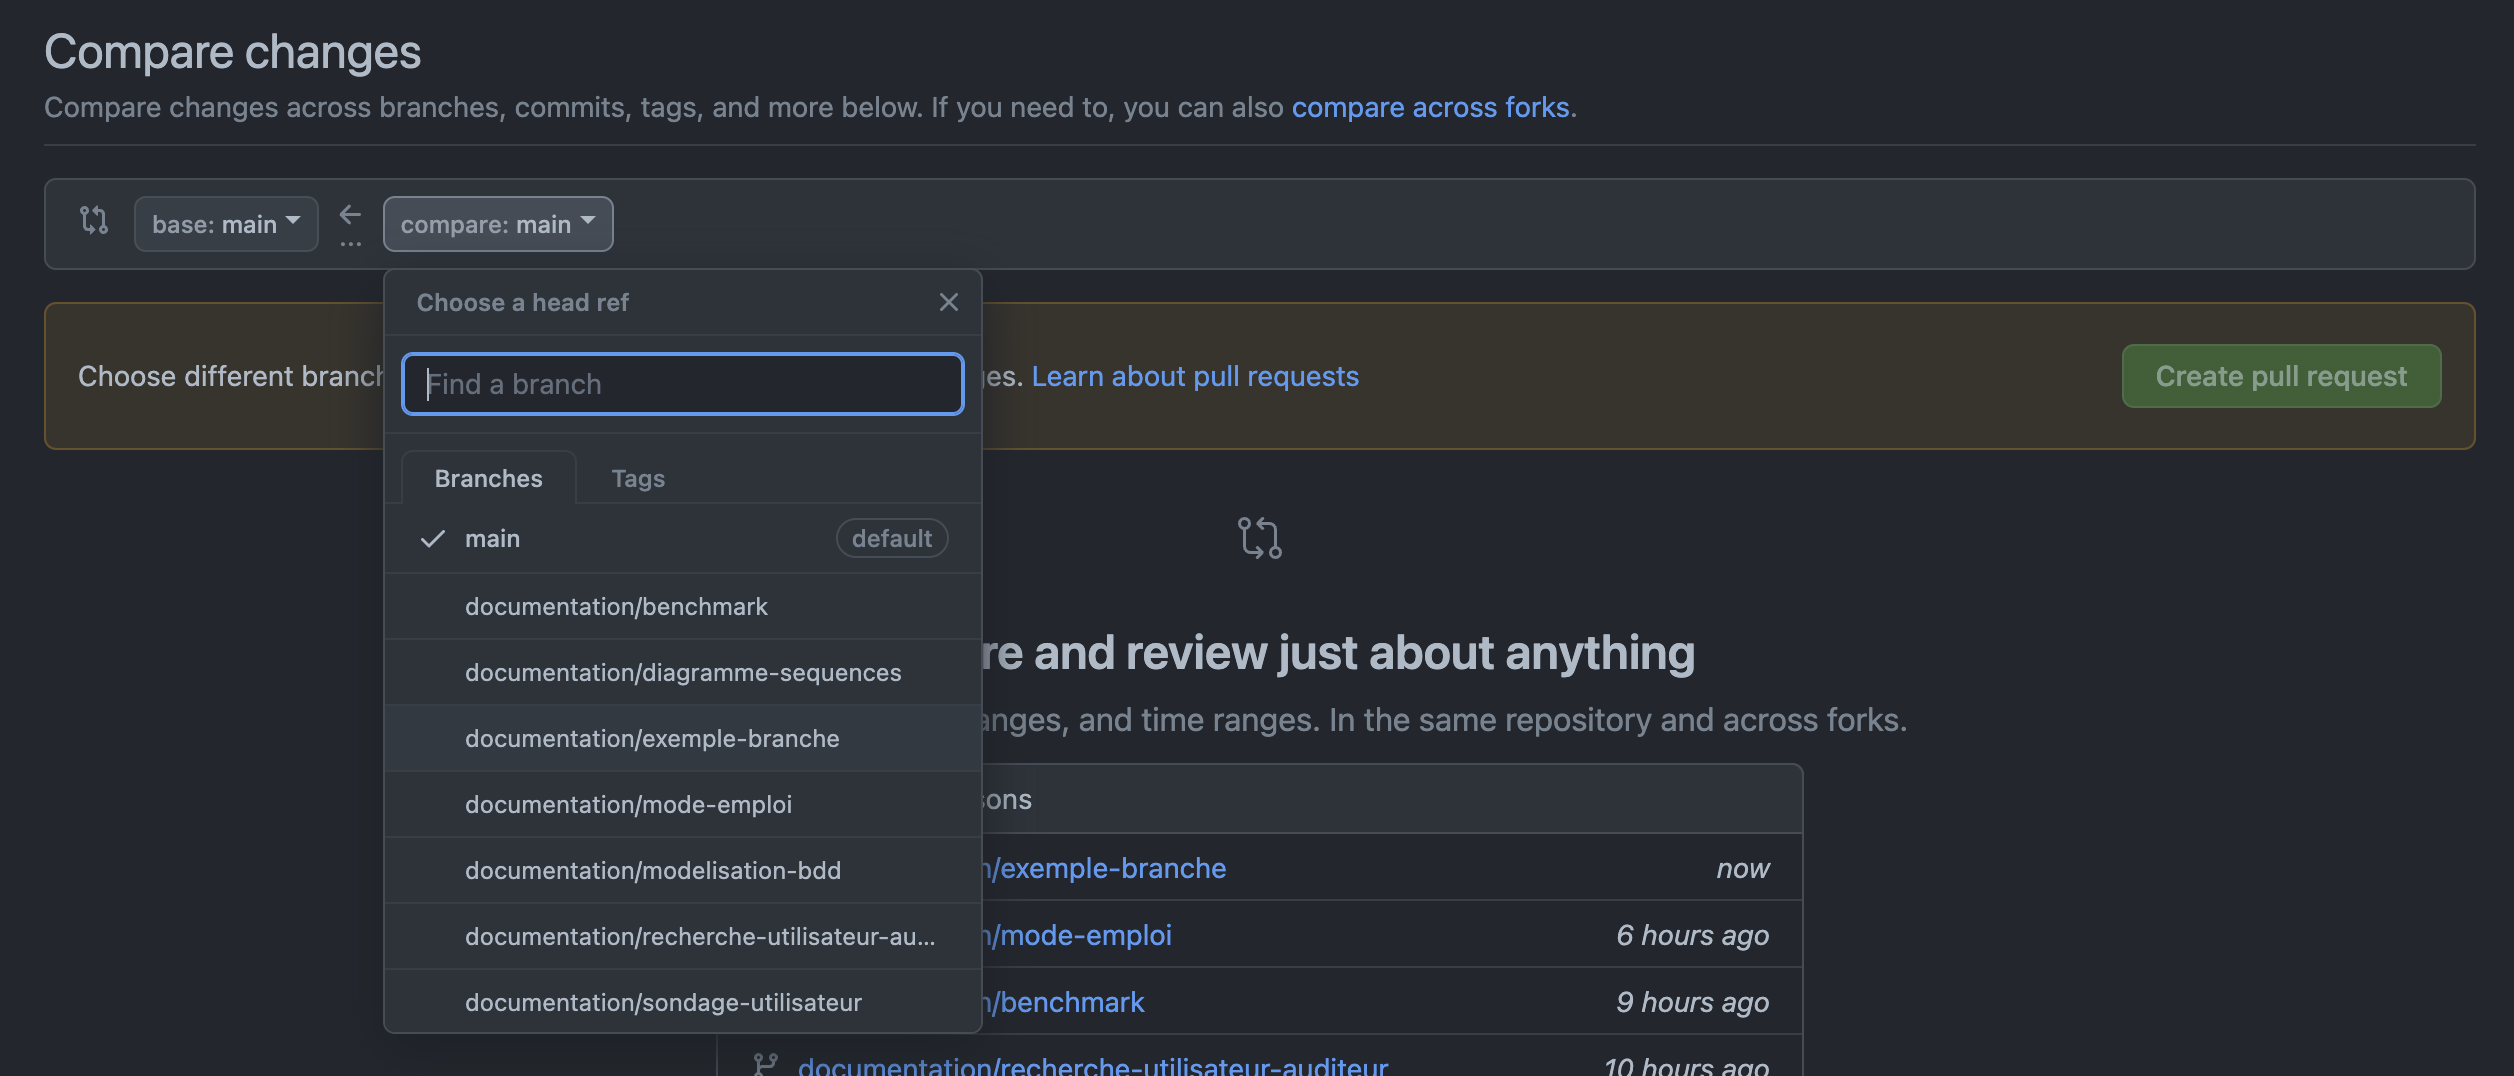 Compare changes
Compare changes across branches, commits, tags, and more below. If you need to, you can also compare across forks.
base: main
compare: main
Choose a head ref
Choose different
Learn about pull requests
Create pull request
Find a branch
Branches Tags
main default
documentation/benchmark
documentation/diagramme-sequences
documentation/exemple-branche
documentation/mode-emploi
documentation/modelisation-bdd
documentation/recherche-utilisateur-au...
documentation/sondage-utilisateur
and review just about anything
and time ranges. In the same repository and across forks.
/exemple-branche now
/mode-emploi 6 hours ago
/benchmark 9 hours ago
documentation/recherche-utilisateur-auditeur 10 hours ago